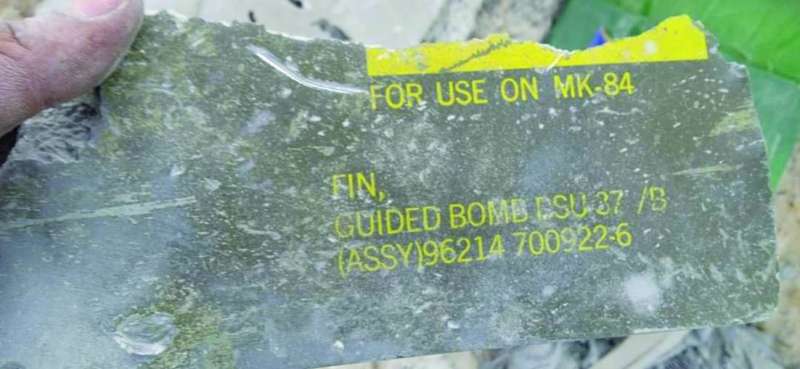 FOR USE ON MK-84
FIN,
GUIDED BOMB BSU 37 /B
(ASSY)96214 700922-6